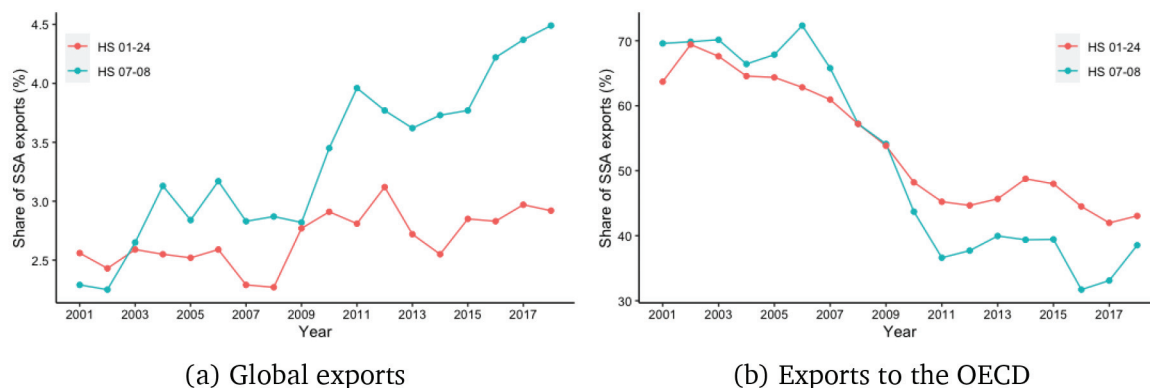 4.5
4.0
3.5
3.0
2.5
Share of SSA exports (%)
HS 01-24
HS 07-08
2001 2003 2005 2007 2009 2011 2013 2015 2017
Year
(a) Global exports
70
60
50
40
30
Share of SSA exports (%)
HS 01-24
HS 07-08
2001 2003 2005 2007 2009 2011 2013 2015 2017
Year
(b) Exports to the OECD